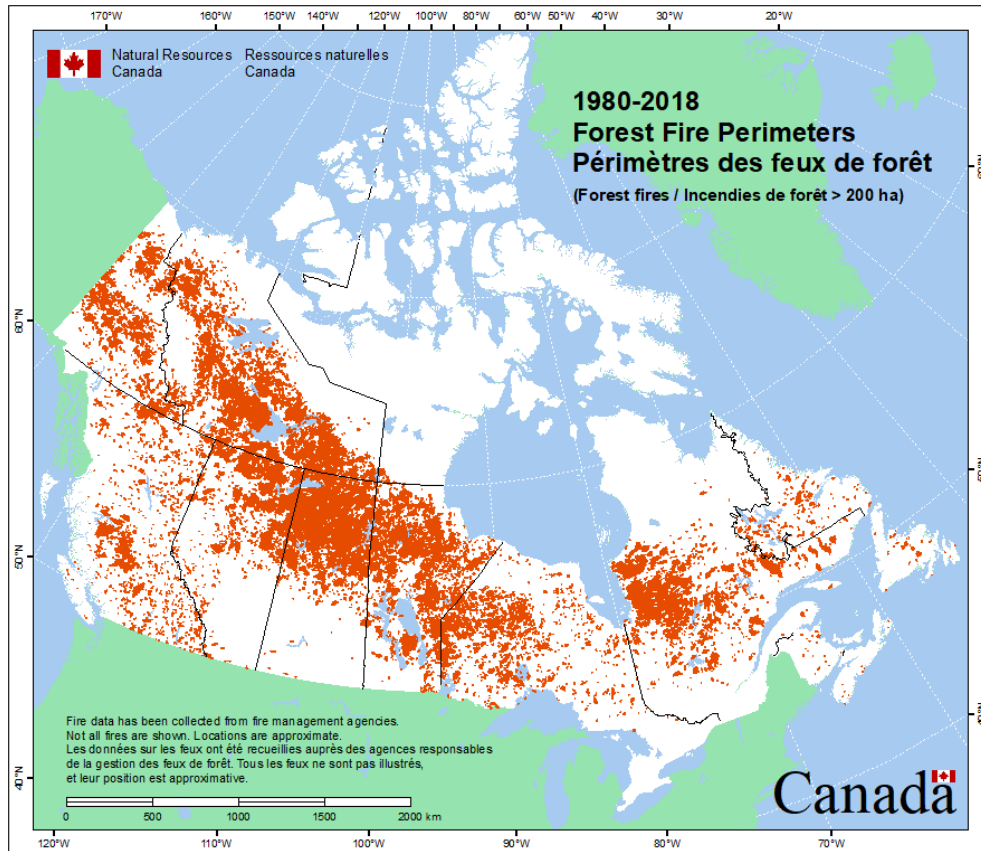 170°W 160°W 150°W 140°W 130°W 120°W 100°W 80°W 60°W 50°W 40°W 30°W 20°W
Natural Resources
Canada
Ressources naturelles
Canada
1980-2018
Forest Fire Perimeters
Périmètres des feux de forêt
(Forest fires / Incendies de forêt > 200 ha)
60°N
60°N
50°N
50°N
40°N
40°N
Fire data has been collected from fire management agencies.
Not all fires are shown. Locations are approximate.
Les données sur les feux ont été recueillies auprès des agences responsables
de la gestion des feux de forêt. Tous les feux ne sont pas illustrés,
et leur position est approximative.
0 500 1000 1500 2000 km
Canada
120°W 110°W 100°W 90°W 80°W 70°W